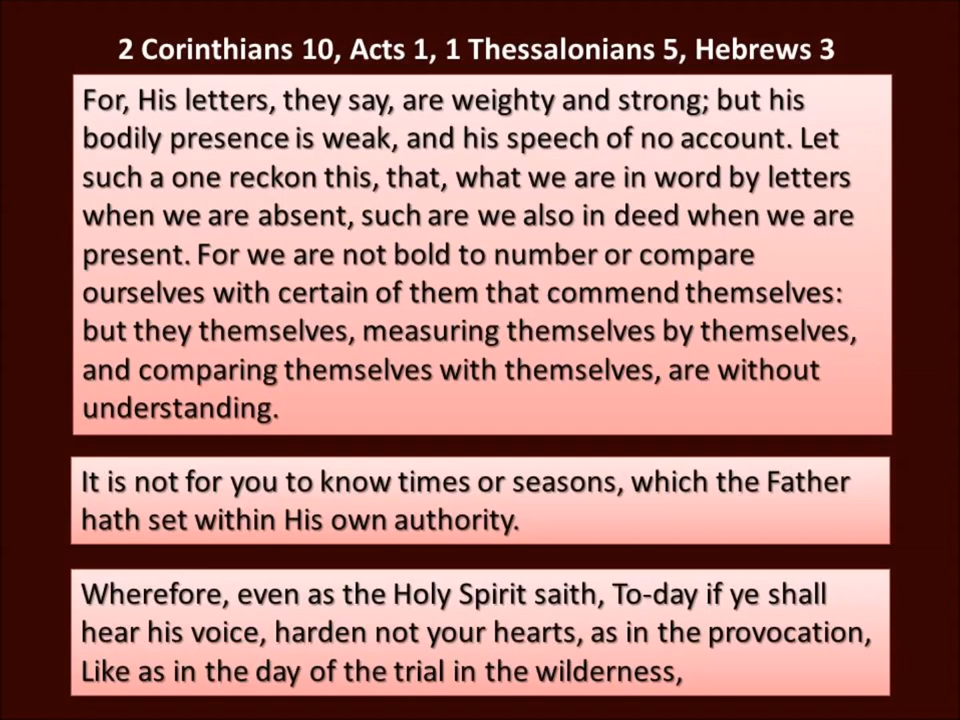 2 Corinthians 10, Acts 1, 1 Thessalonians 5, Hebrews 3
For, His letters, they say, are weighty and strong; but his
bodily presence is weak, and his speech of no account. Let
such a one reckon this, that, what we are in word by letters
when we are absent, such are we also in deed when we are
present. For we are not bold to number or compare
ourselves with certain of them that commend themselves:
but they themselves, measuring themselves by themselves,
and comparing themselves with themselves, are without
understanding.
It is not for you to know times or seasons, which the Father
hath set within His own authority.
Wherefore, even as the Holy Spirit saith, To-day if ye shall
hear his voice, harden not your hearts, as in the provocation,
Like as in the day of the trial in the wilderness,